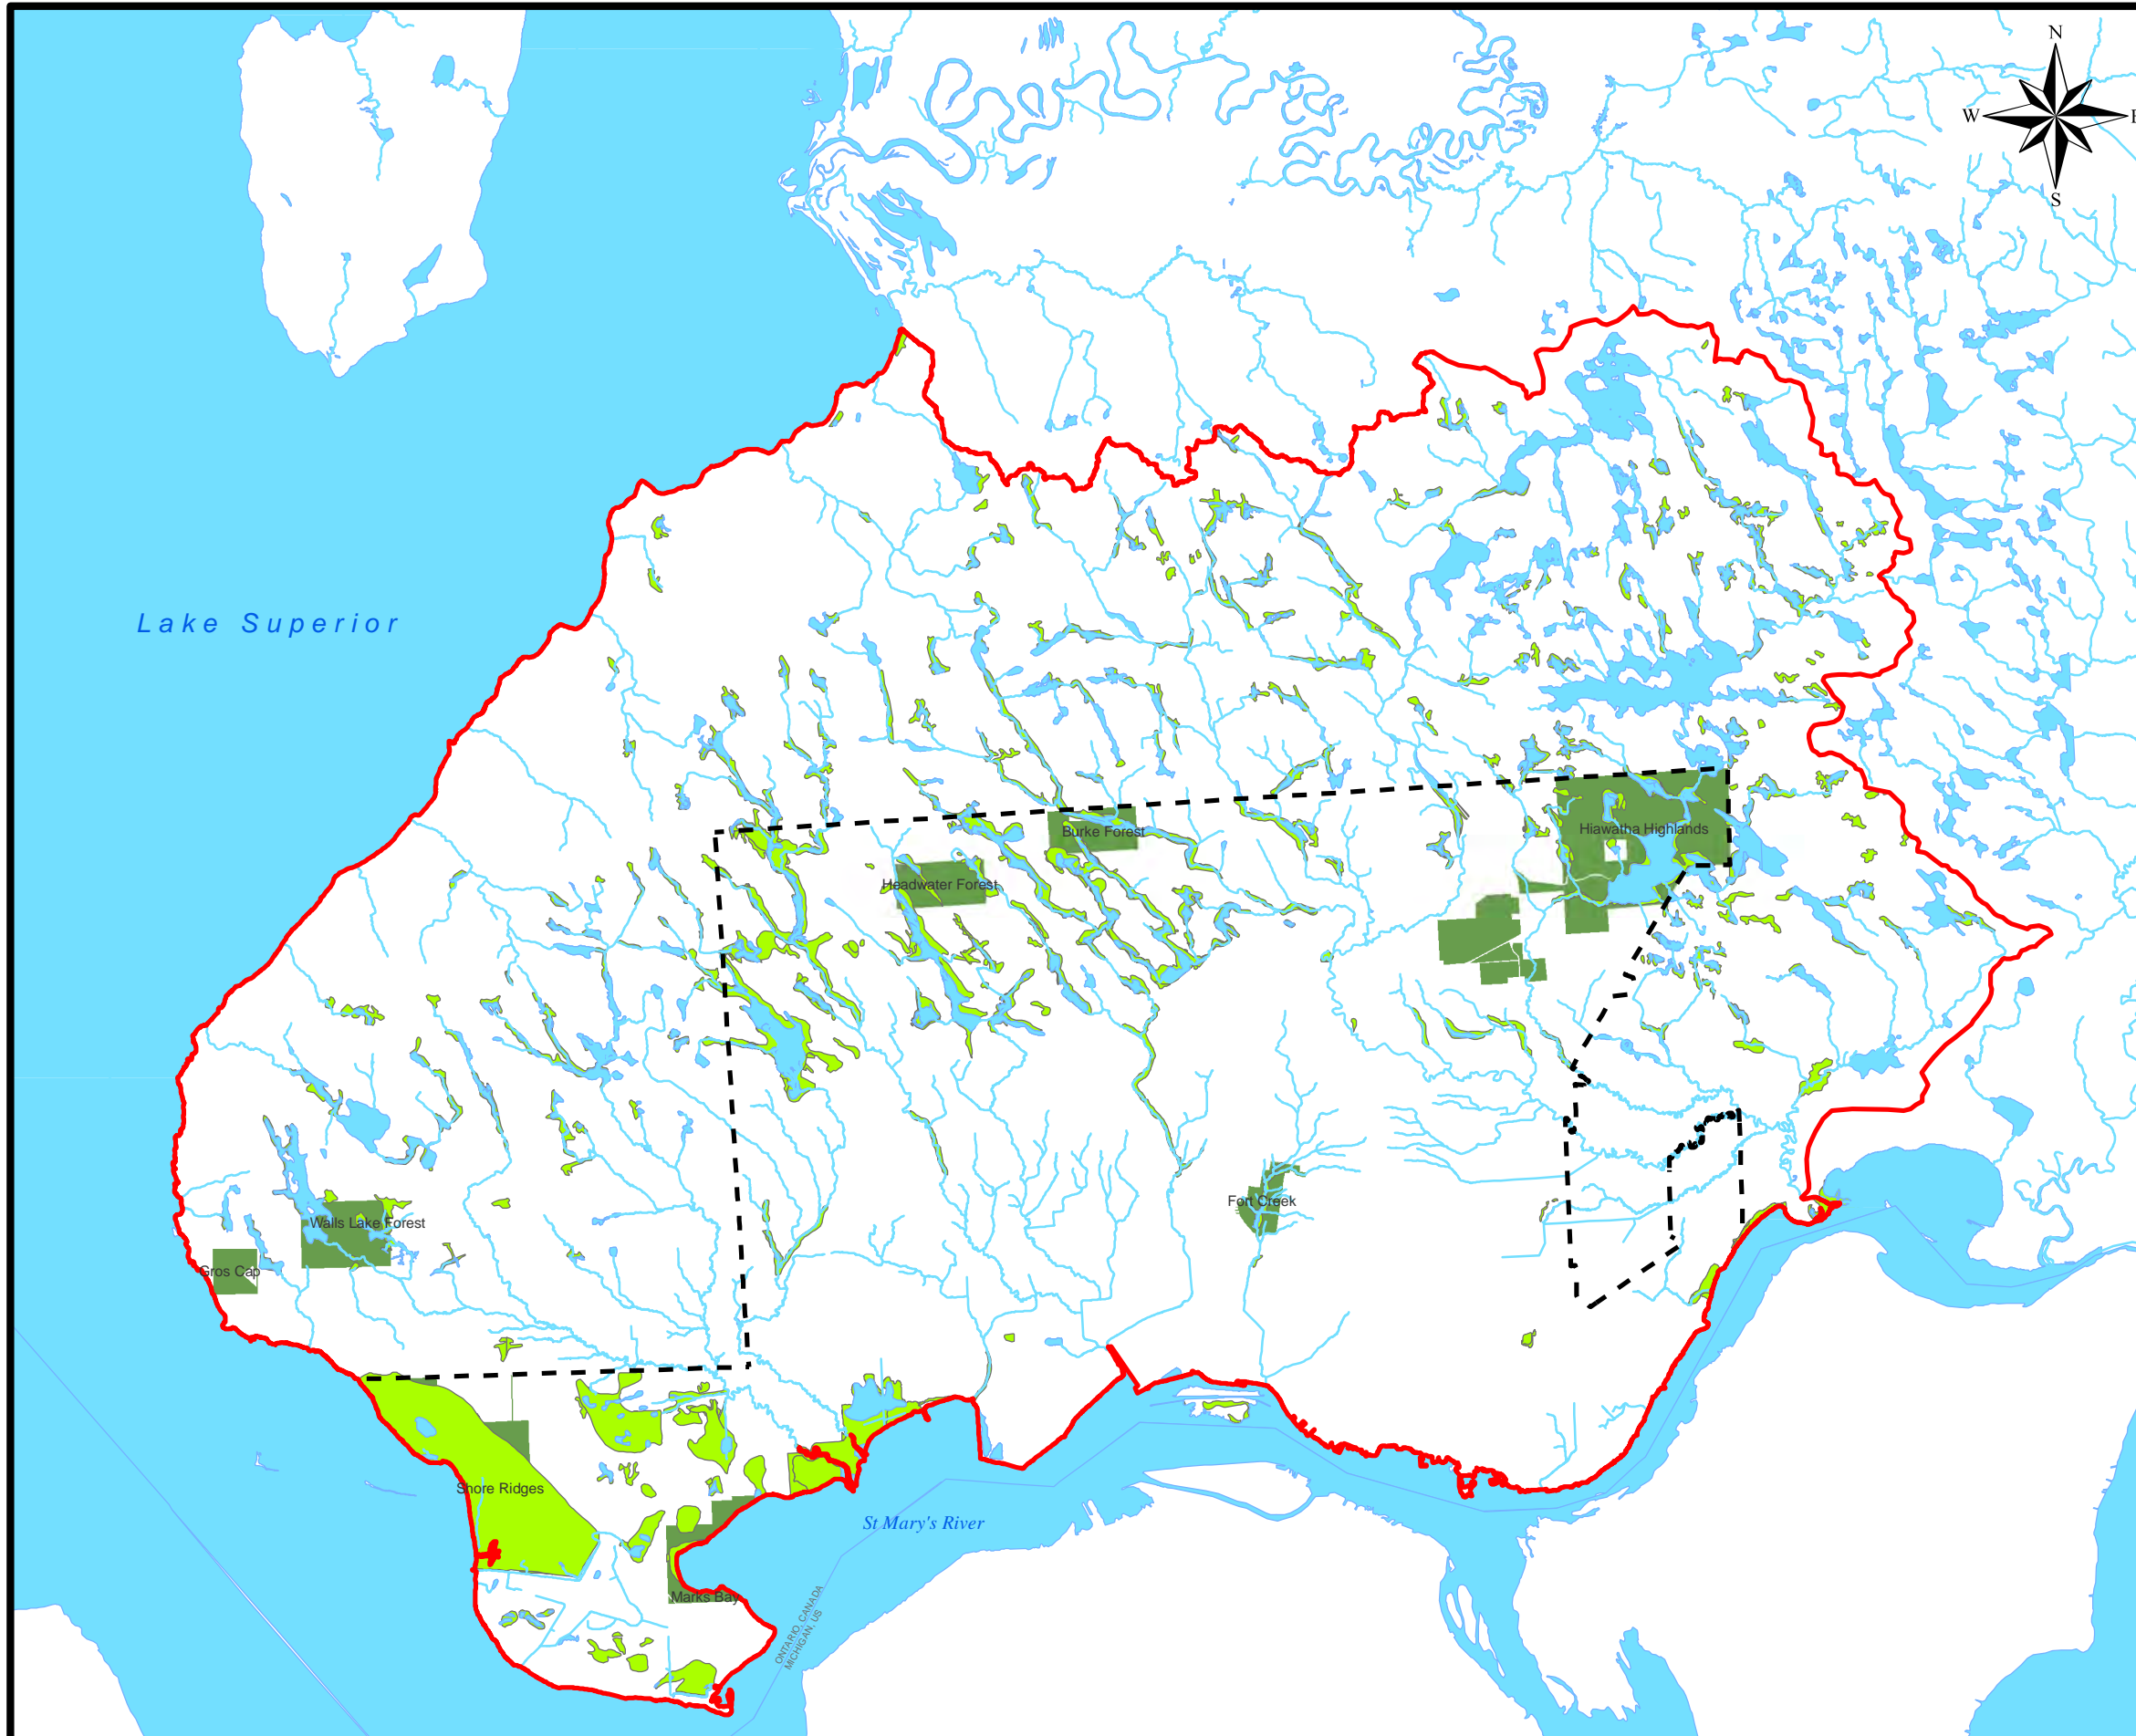 N
W
E
S
Lake Superior
Burke Forest
Hiawatha Highlands
Headwater Forest
Fort Creek
Walls Lake Forest
Gros Cap
Shore Ridges
St Mary's River
Marks Bay
ONTARIO, CANADA
MICHIGAN, US